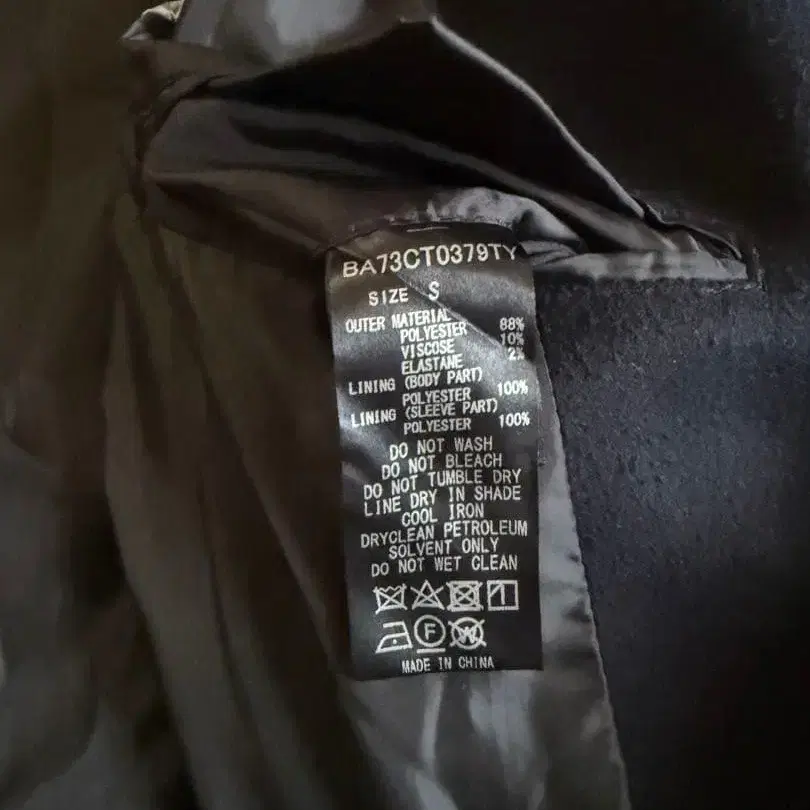 BA73CT0379TY
SIZE S
OUTER MATERIAL
POLYESTER 88%
VISCOSE 10%
ELASTANE 2%
LINING (BODY PART)
POLYESTER 100%
LINING (SLEEVE PART)
POLYESTER 100%
DO NOT WASH
DO NOT BLEACH
DO NOT TUMBLE DRY
LINE DRY IN SHADE
COOL IRON
DRYCLEAN PETROLEUM
SOLVENT ONLY
DO NOT WET CLEAN
F W
MADE IN CHINA